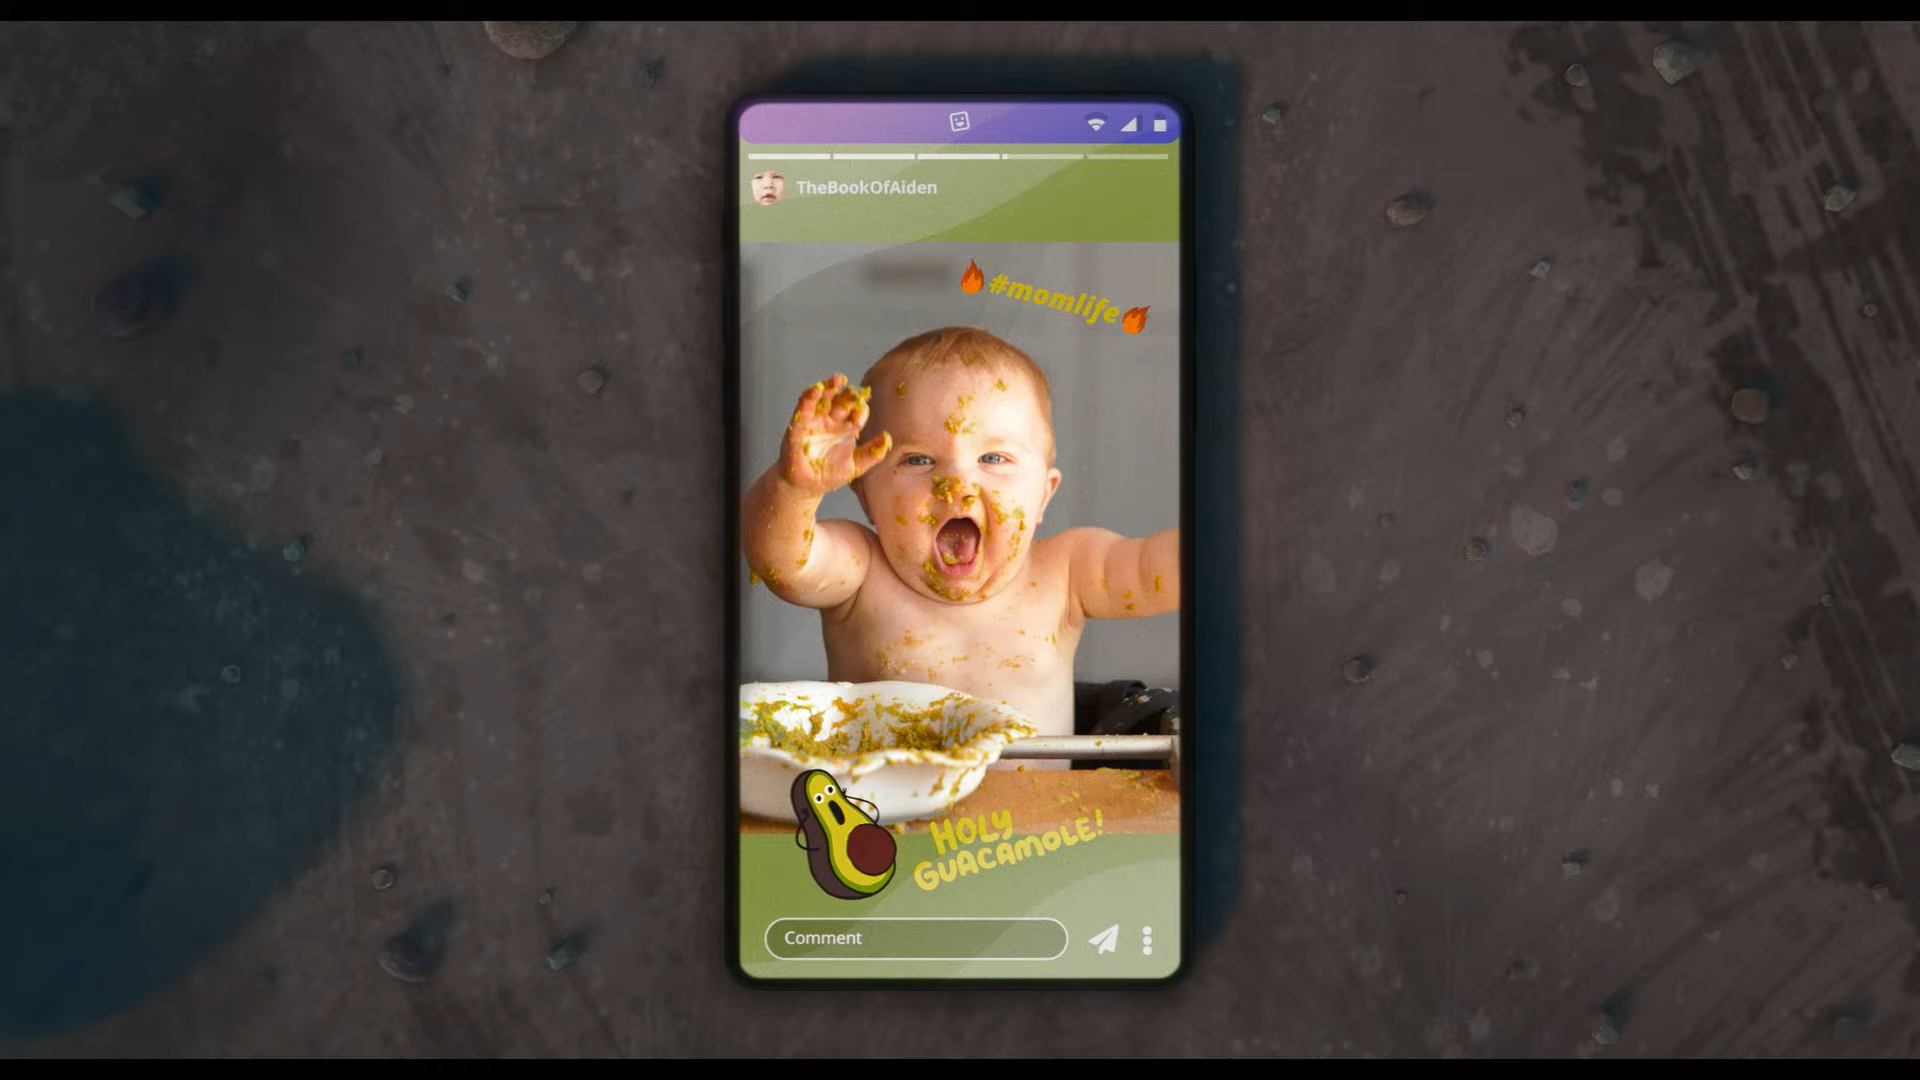 TheBookOfAiden
#momlife
HOLY
GUACAMOLE!
Comment